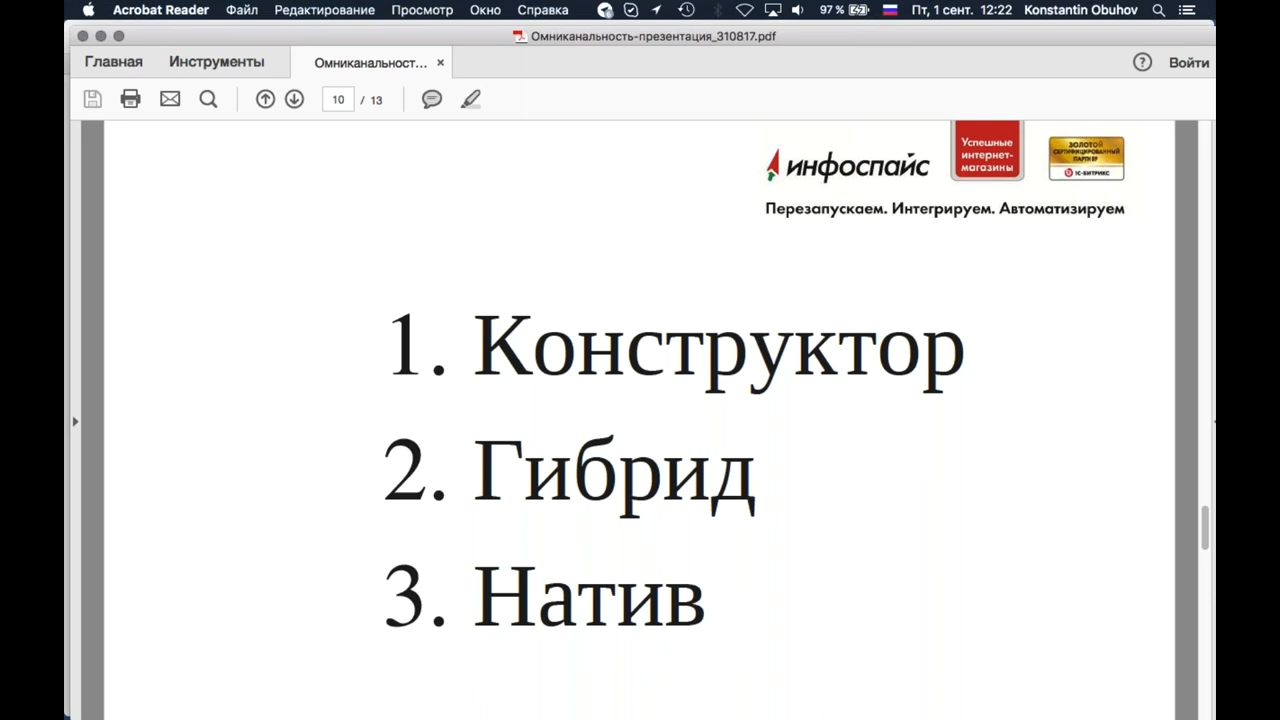 Acrobat Reader Файл Редактирование Просмотр Окно Справка 97 % Пт, 1 сент. 12:22 Konstantin Obuhov
Омниканальность-презентация_310817.pdf
Главная Инструменты Омниканальност... × Войти
10 / 13
инфоспайс
Успешные
интернет-
магазины
ЗОЛОТОЙ
СЕРТИФИЦИРОВАННЫЙ
ПАРТНЕР
1С-БИТРИКС
Перезапускаем. Интегрируем. Автоматизируем
1. Конструктор
2. Гибрид
3. Натив